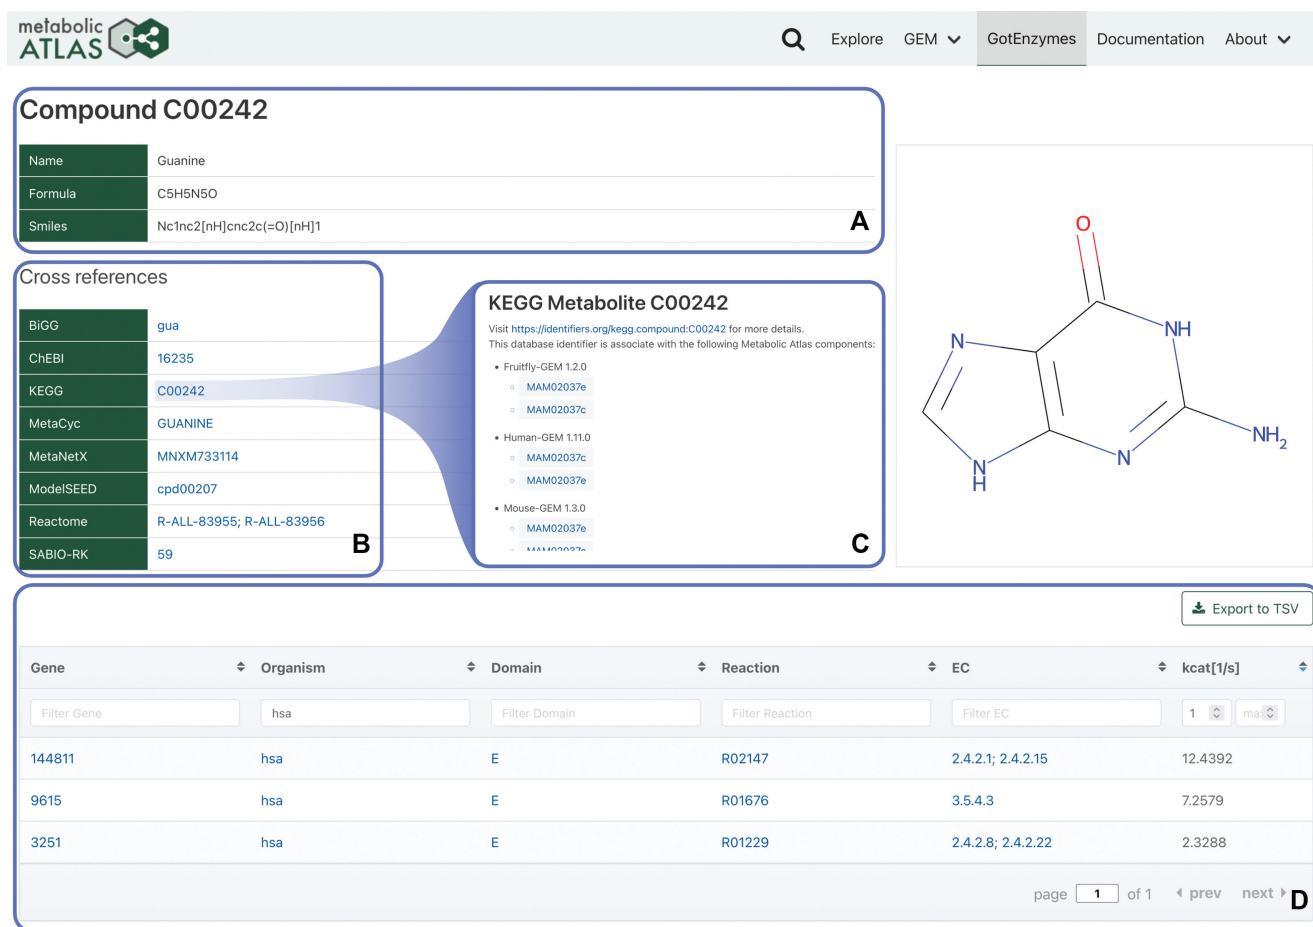 metabolic
ATLAS
Explore GEM GotEnzymes Documentation About
Compound C00242
Name Guanine
Formula C5H5N5O
Smiles Nc1nc2[nH]cnc2c(=O)[nH]1
A
Cross references
BiGG gua
ChEBI 16235
KEGG C00242
MetaCyc GUANINE
MetaNetX MNXM733114
ModelSEED cpd00207
Reactome R-ALL-83955; R-ALL-83956
SABIO-RK 59
B
KEGG Metabolite C00242
Visit https://identifiers.org/kegg.compound:C00242 for more details.
This database identifier is associate with the following Metabolic Atlas components:
• Fruitfly-GEM 1.2.0
MAM02037e
MAM02037c
• Human-GEM 1.11.0
MAM02037c
MAM02037e
• Mouse-GEM 1.3.0
MAM02037e
C
O
NH
N
NH2
N
N
H
Export to TSV
Gene Organism Domain Reaction EC kcat[1/s]
Filter Gene hsa Filter Domain Filter Reaction Filter EC 1 ma
144811 hsa E R02147 2.4.2.1; 2.4.2.15 12.4392
9615 hsa E R01676 3.5.4.3 7.2579
3251 hsa E R01229 2.4.2.8; 2.4.2.22 2.3288
page 1 of 1 prev next
D